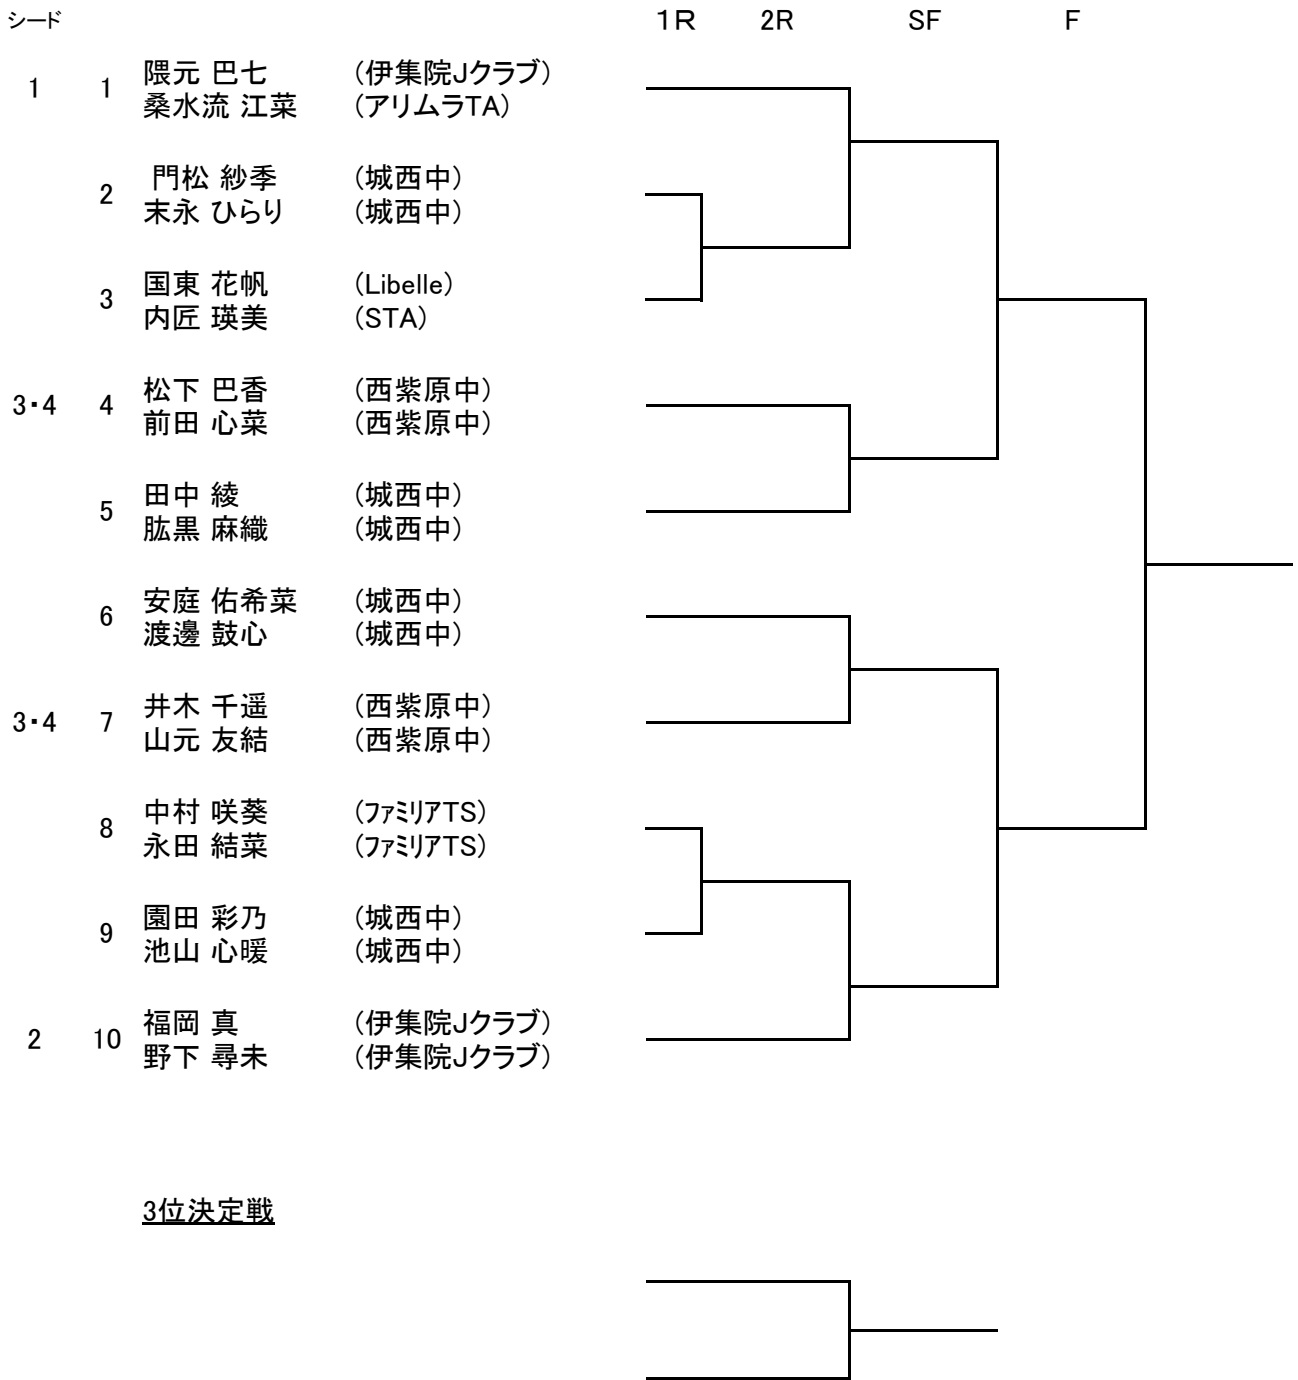 シード 1R 2R SF F
1 1 隈元 巴七 (伊集院Jクラブ)
桑水流 江菜 (アリムラTA)
2 門松 紗季 (城西中)
末永 ひらり (城西中)
3 国東 花帆 (Libelle)
内匠 瑛美 (STA)
3・4 4 松下 巴香 (西紫原中)
前田 心菜 (西紫原中)
5 田中 綾 (城西中)
肱黒 麻織 (城西中)
6 安庭 佑希菜 (城西中)
渡邊 鼓心 (城西中)
3・4 7 井木 千遥 (西紫原中)
山元 友結 (西紫原中)
8 中村 咲葵 (ファミリアTS)
永田 結菜 (ファミリアTS)
9 園田 彩乃 (城西中)
池山 心暖 (城西中)
2 10 福岡 真 (伊集院Jクラブ)
野下 尋未 (伊集院Jクラブ)
3位決定戦